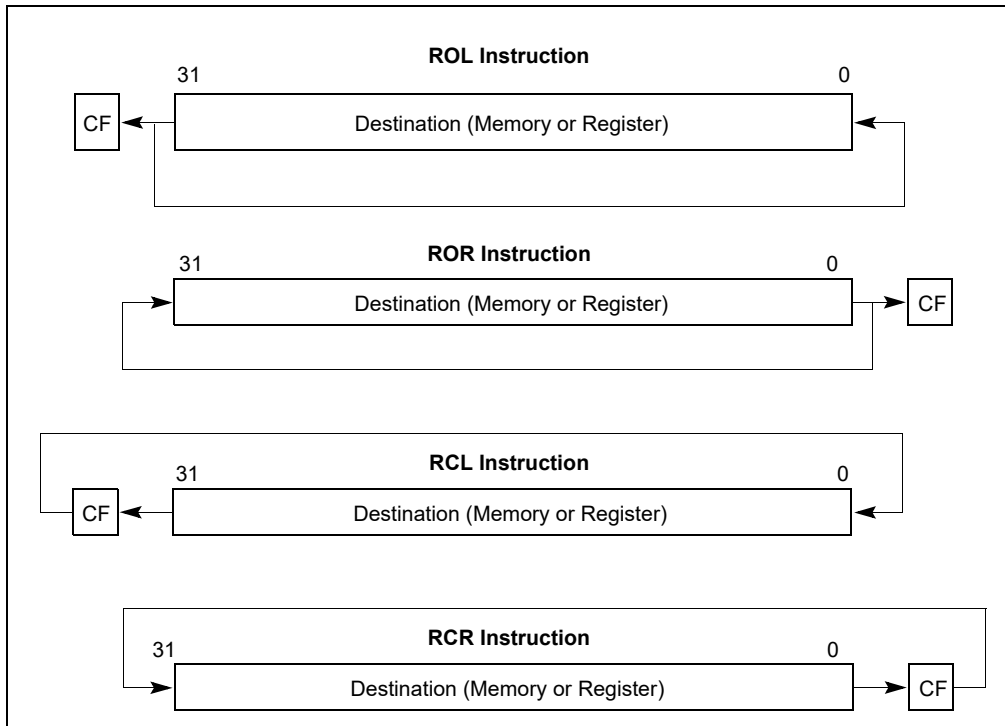 ROL Instruction
31 0
CF Destination (Memory or Register)
ROR Instruction
31 0
Destination (Memory or Register) CF
RCL Instruction
31 0
CF Destination (Memory or Register)
RCR Instruction
31 0
Destination (Memory or Register) CF